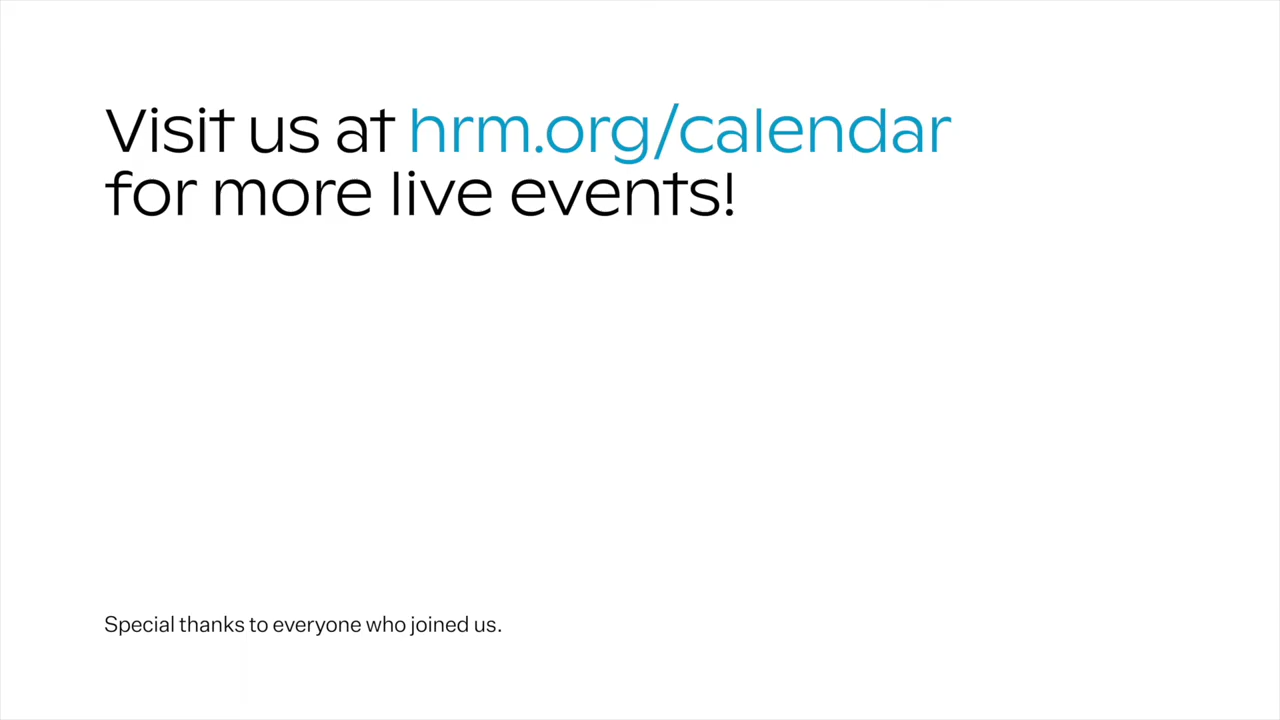 Visit us at hrm.org/calendar
for more live events!
Special thanks to everyone who joined us.